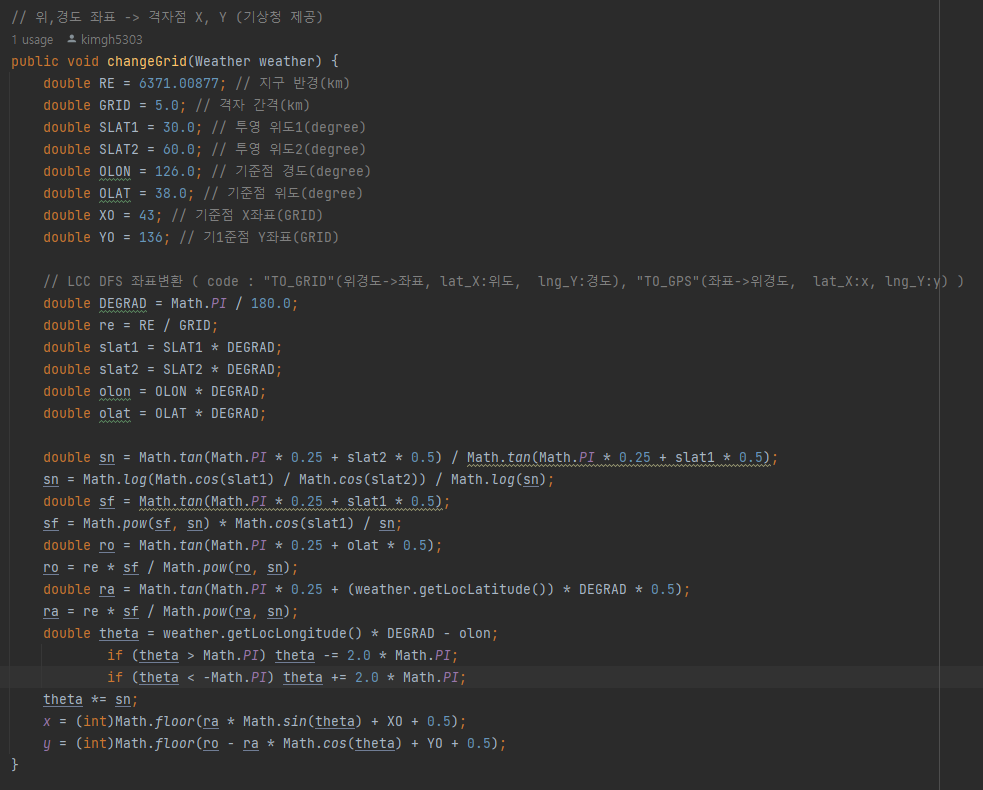 // 위,경도 좌표 -> 격자점 X, Y (기상청 제공)
1 usage kimgh5303
public void changeGrid(Weather weather) {
    double RE = 6371.00877; // 지구 반경(km)
    double GRID = 5.0; // 격자 간격(km)
    double SLAT1 = 30.0; // 투영 위도1(degree)
    double SLAT2 = 60.0; // 투영 위도2(degree)
    double OLON = 126.0; // 기준점 경도(degree)
    double OLAT = 38.0; // 기준점 위도(degree)
    double XO = 43; // 기준점 X좌표(GRID)
    double YO = 136; // 기1준점 Y좌표(GRID)

    // LCC DFS 좌표변환 ( code : "TO_GRID"(위경도->좌표, lat_X:위도,  lng_Y:경도), "TO_GPS"(좌표->위경도,  lat_X:x, lng_Y:y) )
    double DEGRAD = Math.PI / 180.0;
    double re = RE / GRID;
    double slat1 = SLAT1 * DEGRAD;
    double slat2 = SLAT2 * DEGRAD;
    double olon = OLON * DEGRAD;
    double olat = OLAT * DEGRAD;

    double sn = Math.tan(Math.PI * 0.25 + slat2 * 0.5) / Math.tan(Math.PI * 0.25 + slat1 * 0.5);
    sn = Math.log(Math.cos(slat1) / Math.cos(slat2)) / Math.log(sn);
    double sf = Math.tan(Math.PI * 0.25 + slat1 * 0.5);
    sf = Math.pow(sf, sn) * Math.cos(slat1) / sn;
    double ro = Math.tan(Math.PI * 0.25 + olat * 0.5);
    ro = re * sf / Math.pow(ro, sn);
    double ra = Math.tan(Math.PI * 0.25 + (weather.getLocLatitude()) * DEGRAD * 0.5);
    ra = re * sf / Math.pow(ra, sn);
    double theta = weather.getLocLongitude() * DEGRAD - olon;
            if (theta > Math.PI) theta -= 2.0 * Math.PI;
            if (theta < -Math.PI) theta += 2.0 * Math.PI;
    theta *= sn;
    x = (int)Math.floor(ra * Math.sin(theta) + XO + 0.5);
    y = (int)Math.floor(ro - ra * Math.cos(theta) + YO + 0.5);
}